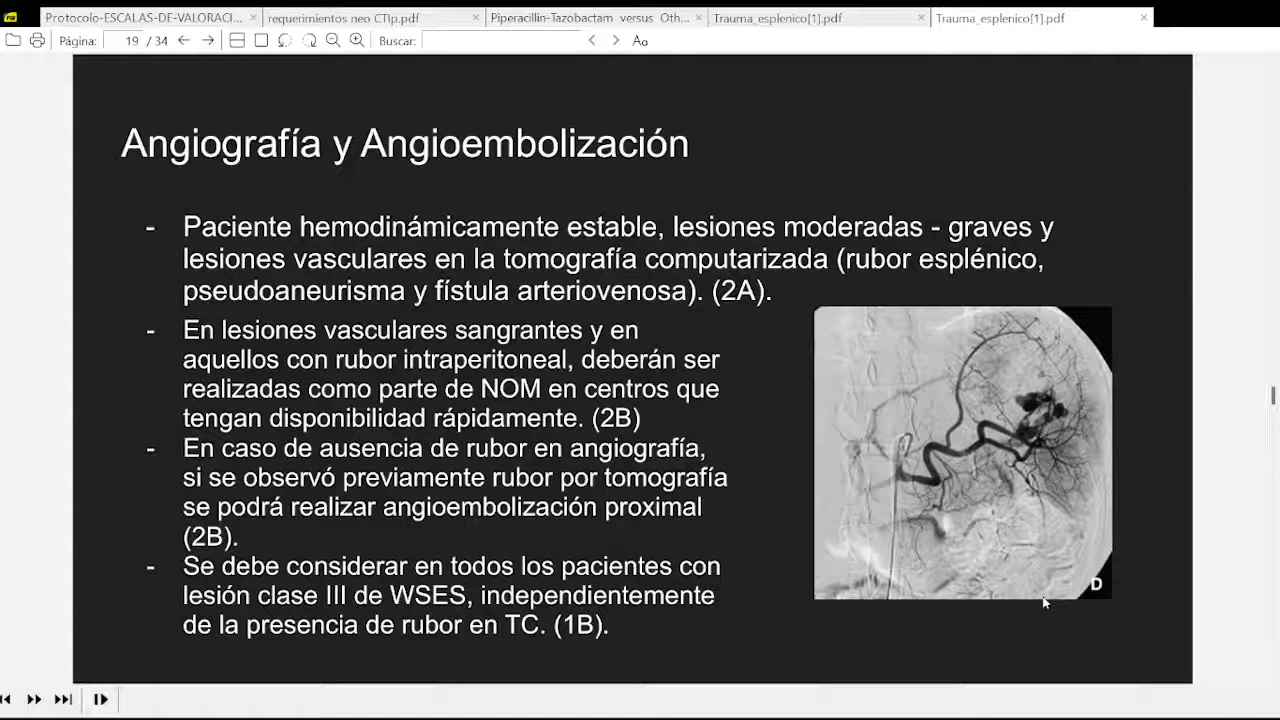 Protocolo-ESCALAS-DE-VALORACI...
requerimientos neo CTIp.pdf
Piperacillin-Tazobactam versus Oth...
Trauma_esplenico[1].pdf
Trauma_esplenico[1].pdf
Página: 19 / 34
Buscar:
Aa
Angiografía y Angioembolización
- Paciente hemodinámicamente estable, lesiones moderadas - graves y
lesiones vasculares en la tomografía computarizada (rubor esplénico,
pseudoaneurisma y fístula arteriovenosa). (2A).
- En lesiones vasculares sangrantes y en
aquellos con rubor intraperitoneal, deberán ser
realizadas como parte de NOM en centros que
tengan disponibilidad rápidamente. (2B)
- En caso de ausencia de rubor en angiografía,
si se observó previamente rubor por tomografía
se podrá realizar angioembolización proximal
(2B).
- Se debe considerar en todos los pacientes con
lesión clase III de WSES, independientemente
de la presencia de rubor en TC. (1B).
D